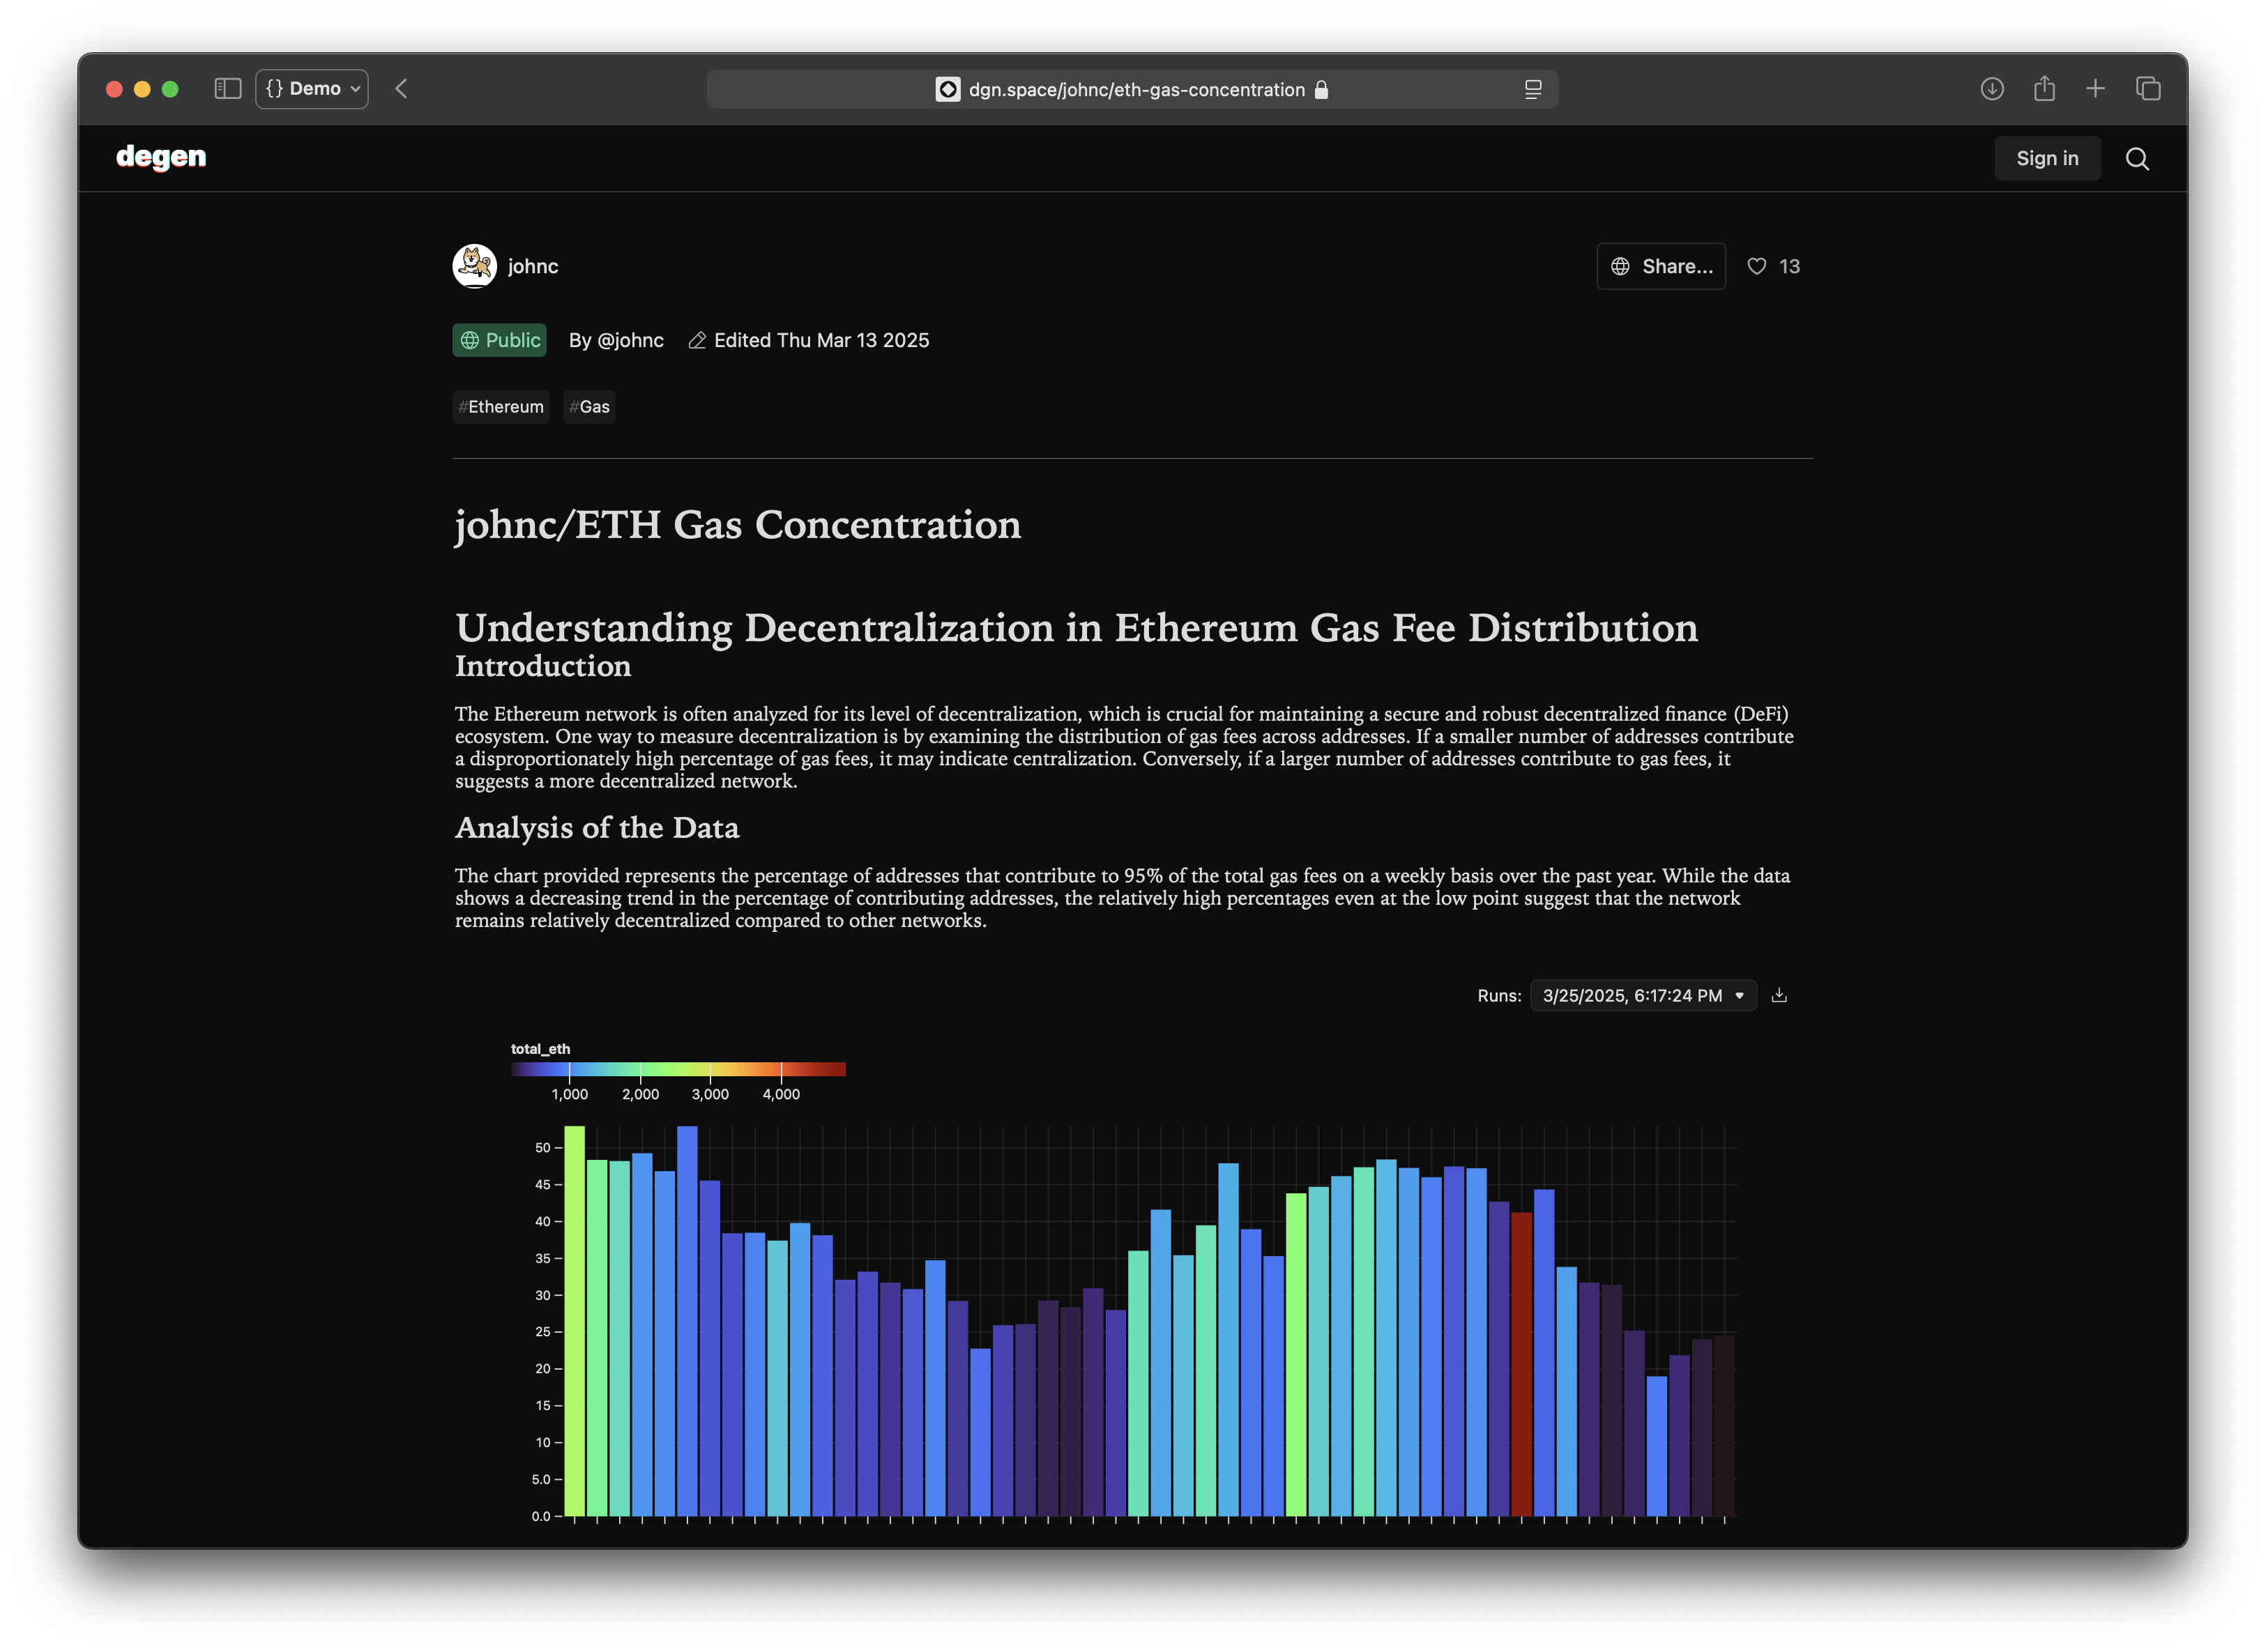 {} Demo
dgn.space/johnc/eth-gas-concentration
degen
Sign in
johnc
Share...
13
Public
By @johnc
Edited Thu Mar 13 2025
#Ethereum
#Gas
johnc/ETH Gas Concentration
Understanding Decentralization in Ethereum Gas Fee Distribution
Introduction
The Ethereum network is often analyzed for its level of decentralization, which is crucial for maintaining a secure and robust decentralized finance (DeFi)
ecosystem. One way to measure decentralization is by examining the distribution of gas fees across addresses. If a smaller number of addresses contribute
a disproportionately high percentage of gas fees, it may indicate centralization. Conversely, if a larger number of addresses contribute to gas fees, it
suggests a more decentralized network.
Analysis of the Data
The chart provided represents the percentage of addresses that contribute to 95% of the total gas fees on a weekly basis over the past year. While the data
shows a decreasing trend in the percentage of contributing addresses, the relatively high percentages even at the low point suggest that the network
remains relatively decentralized compared to other networks.
Runs:
3/25/2025, 6:17:24 PM
total_eth
1,000
2,000
3,000
4,000
50
45
40
35
30
25
20
15
10
5.0
0.0